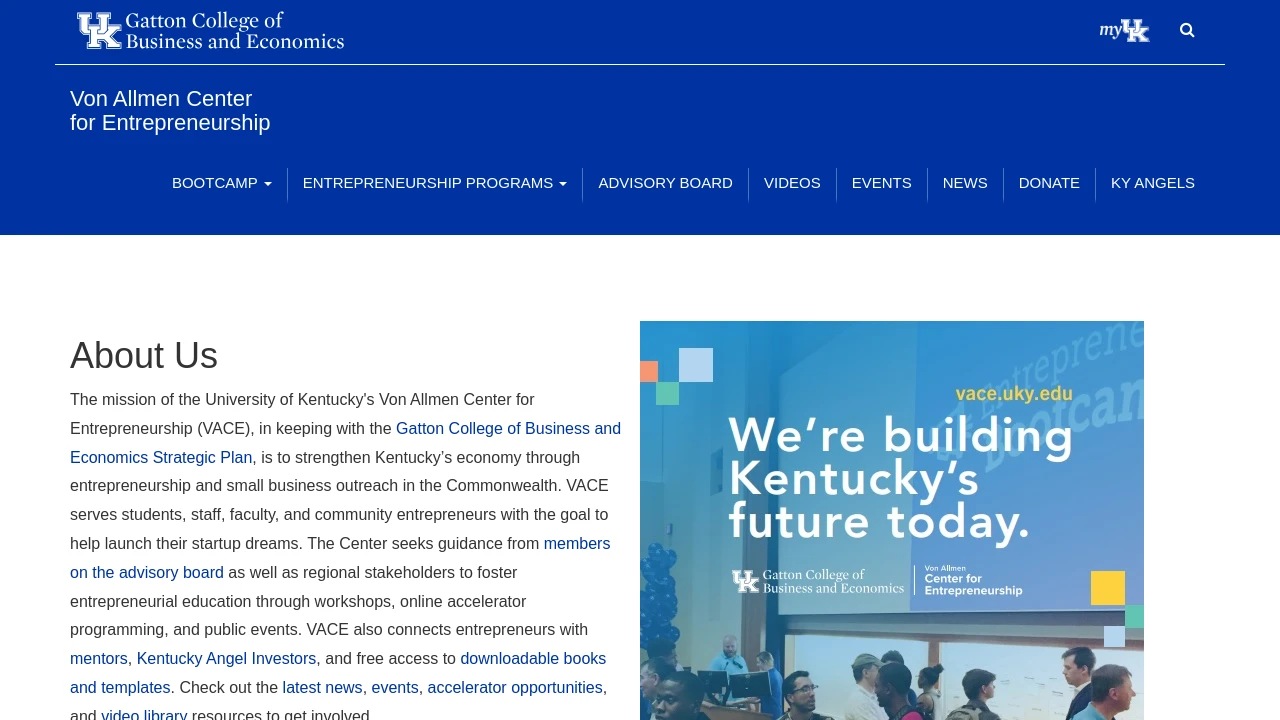 UK Gatton College of
Business and Economics
my UK
Von Allmen Center
for Entrepreneurship
BOOTCAMP
ENTREPRENEURSHIP PROGRAMS
ADVISORY BOARD
VIDEOS
EVENTS
NEWS
DONATE
KY ANGELS
About Us
The mission of the University of Kentucky's Von Allmen Center for
Entrepreneurship (VACE), in keeping with the Gatton College of Business and
Economics Strategic Plan, is to strengthen Kentucky’s economy through
entrepreneurship and small business outreach in the Commonwealth. VACE
serves students, staff, faculty, and community entrepreneurs with the goal to
help launch their startup dreams. The Center seeks guidance from members
on the advisory board as well as regional stakeholders to foster
entrepreneurial education through workshops, online accelerator
programming, and public events. VACE also connects entrepreneurs with
mentors, Kentucky Angel Investors, and free access to downloadable books
and templates. Check out the latest news, events, accelerator opportunities,
and video library resources to get involved.
vace.uky.edu
We’re building
Kentucky’s
future today.
UK Gatton College of
Business and Economics
Von Allmen
Center for
Entrepreneurship